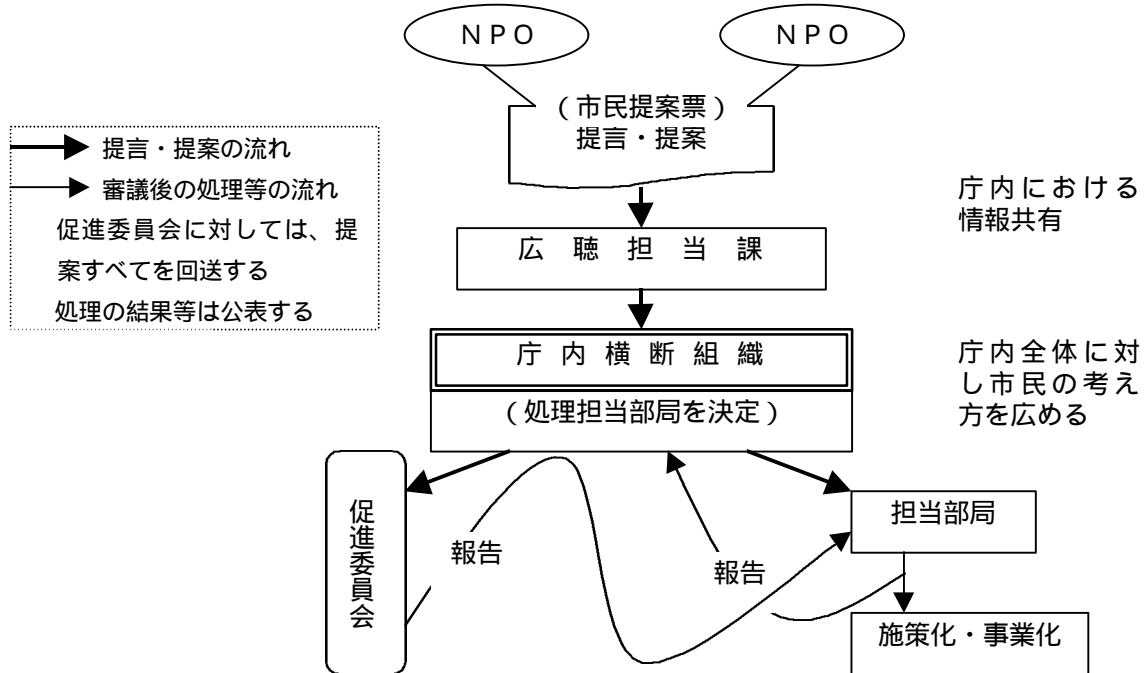 ＮＰＯ
ＮＰＯ
（市民提案票）
提言・提案
提言・提案の流れ
審議後の処理等の流れ
促進委員会に対しては、提
案すべてを回送する
処理の結果等は公表する
庁内における
情報共有
広聴担当課
庁内横断組織
（処理担当部局を決定）
庁内全体に対
し市民の考え
方を広める
促進委員会
報告
報告
担当部局
施策化・事業化